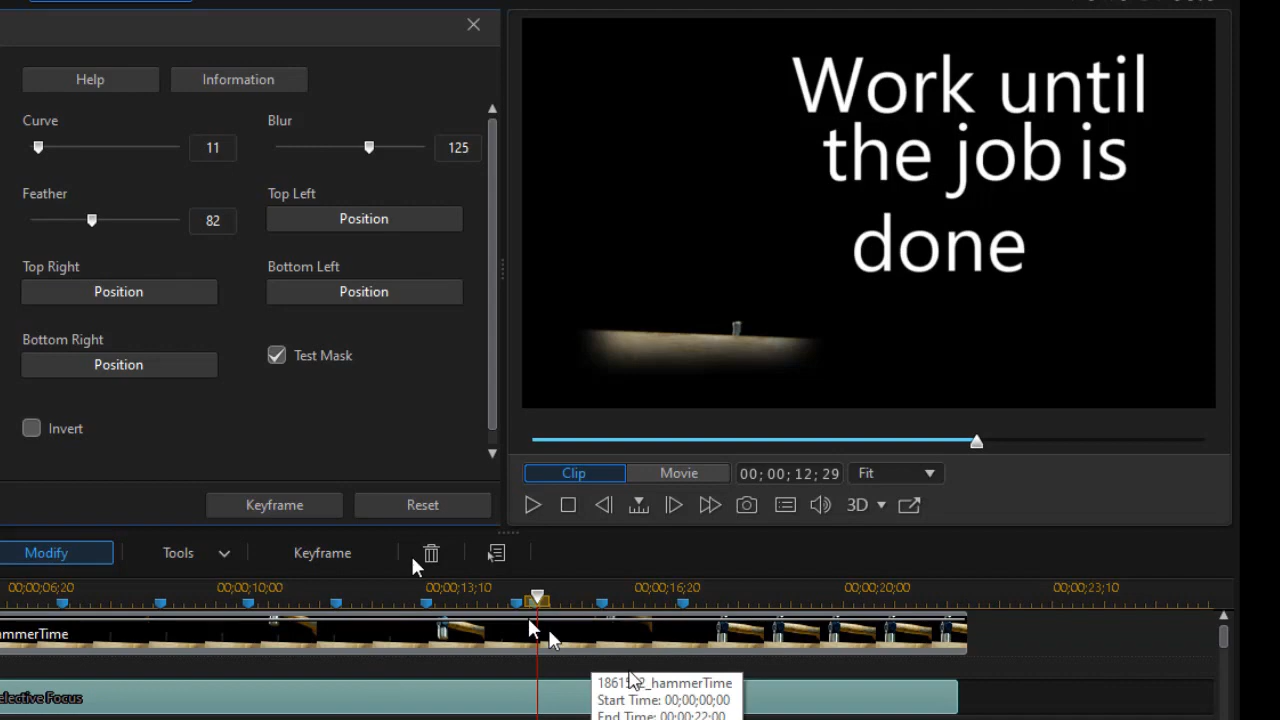 Help
Information
Curve
11
Blur
125
Feather
82
Top Left
Position
Top Right
Position
Bottom Left
Position
Bottom Right
Position
Test Mask
Invert
Keyframe
Reset
Work until
the job is
done
Clip
Movie
00; 00; 12; 29
Fit
3D
Modify
Tools
Keyframe
00;00;06;20
00;00;10;00
00;00;13;10
00;00;16;20
00;00;20;00
00;00;23;10
ammerTime
elective Focus
_hammerTime
Start Time: 00;00;00;00
End Time: 00;00;22;00